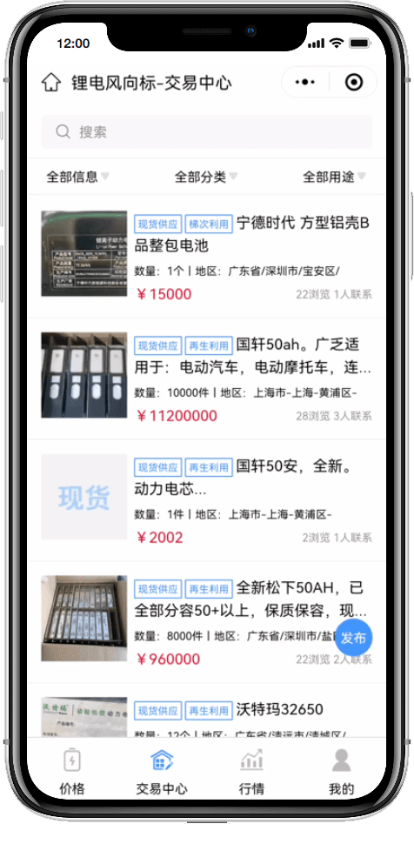 12:00
锂电风向标-交易中心
搜索
全部信息 全部分类 全部用途
现货供应 梯次利用 宁德时代 方型铝壳B
品整包电池
数量：1个丨地区：广东省/深圳市/宝安区/
￥15000 22浏览 1人联系
现货供应 再生利用 国轩50ah。广乏适
用于：电动汽车，电动摩托车，连...
数量：10000件丨地区：上海市-上海-黄浦区-
￥11200000 28浏览 3人联系
现货
现货供应 再生利用 国轩50安，全新。
动力电芯...
数量：1件丨地区：上海市-上海-黄浦区-
￥2002 2浏览 1人联系
现货供应 再生利用 全新松下50AH，已
全部分容50+以上，保质保容，现...
数量：8000件丨地区：广东省/深圳市/盐
￥960000 22浏览 2人联系
发布
现货供应 再生利用 沃特玛32650
数量：12个丨地区：广东省/清远市/清城区/
价格 交易中心 行情 我的